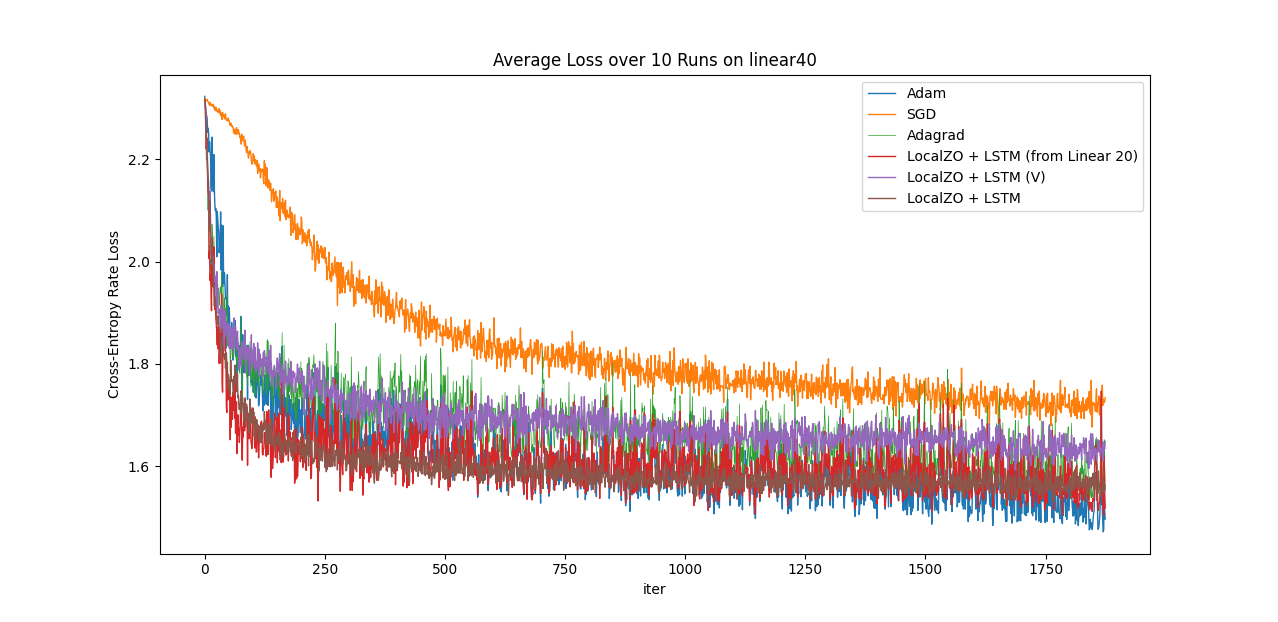 Average Loss over 10 Runs on linear40
Adam
SGD
Adagrad
LocalZO + LSTM (from Linear 20)
LocalZO + LSTM (V)
LocalZO + LSTM
Cross-Entropy Rate Loss
2.2
2.0
1.8
1.6
0 250 500 750 1000 1250 1500 1750
iter